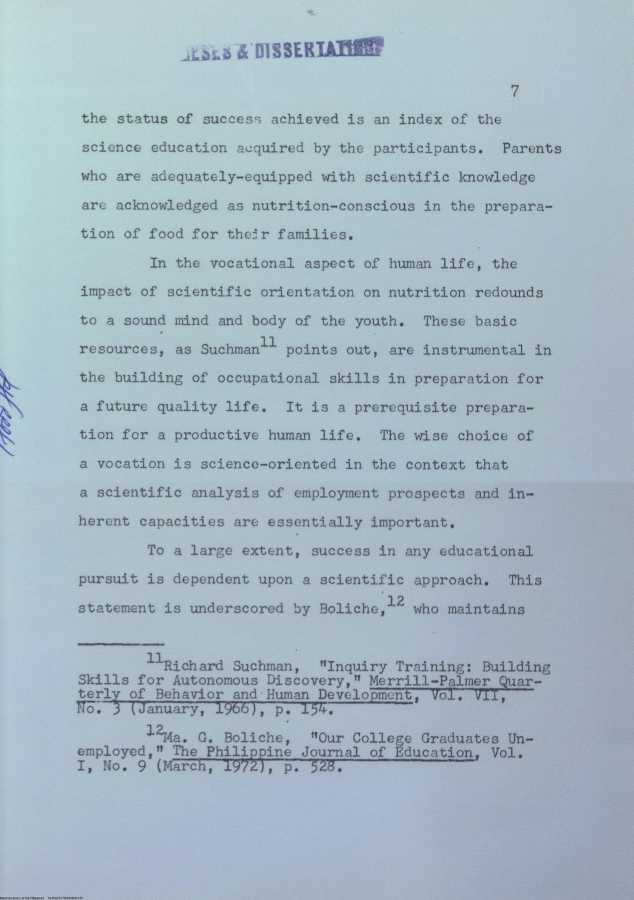 & DISSERTATION
7
the status of success achieved is an index of the
science education acquired by the participants. Parents
who are adequately-equipped with scientific knowledge
are acknowledged as nutrition-conscious in the prepara-
tion of food for their families.
In the vocational aspect of human life, the
impact of scientific orientation on nutrition redounds
to a sound mind and body of the youth. These basic
resources, as Suchman11 points out, are instrumental in
the building of occupational skills in preparation for
a future quality life. It is a prerequisite prepara-
tion for a productive human life. The wise choice of
a vocation is science-oriented in the context that
a scientific analysis of employment prospects and in-
herent capacities are essentially important.
To a large extent, success in any educational
pursuit is dependent upon a scientific approach. This
statement is underscored by Boliche,12 who maintains
11Richard Suchman, "Inquiry Training: Building
Skills for Autonomous Discovery," Merrill-Palmer Quar-
terly of Behavior and Human Development, Vol. VII,
No. 3 (January, 1966), p. 154.
12Ma. G. Boliche, "Our College Graduates Un-
employed," The Philippine Journal of Education, Vol.
I, No. 9 (March, 1972), p. 528.